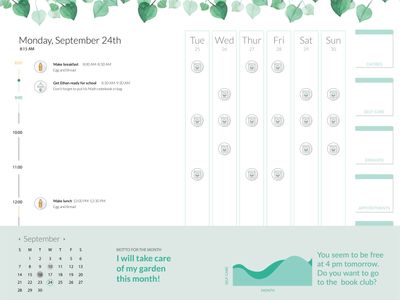 Monday, September 24th
8:15 AM
Tue
25
Wed
26
Thur
27
Fri
28
Sat
29
Sun
30
Make breakfast 8:00 AM-8:30 AM
Egg and Bread
Get Ethan ready for school 8:30 AM-9:30 AM
Don't forget to put his Math notebook in bag
10:00
11:00
12:00
Make lunch 12:00 PM-12:30 PM
Egg and Bread
CHORES
SELF CARE
ERRANDS
APPOINTMENTS
September
S M T W T F S
1 2 3 4 5 6
7 8 9 10 11 12 13
14 15 16 17 18 19 20
21 22 23 24 25 26 27
28 29 30
MOTTO FOR THE MONTH
I will take care
of my garden
this month!
SELF CARE
MONTH
You seem to be free
at 4 pm tomorrow.
Do you want to go
to the book club?